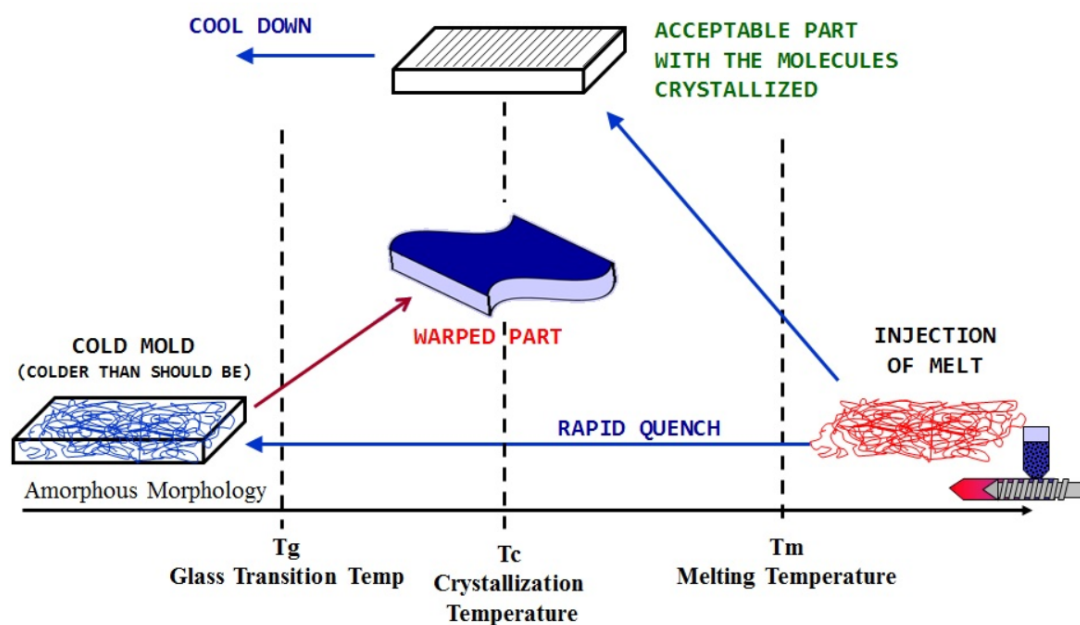 COOL DOWN
ACCEPTABLE PART
WITH THE MOLECULES
CRYSTALLIZED
WARPED PART
COLD MOLD
(COLDER THAN SHOULD BE)
INJECTION
OF MELT
RAPID QUENCH
Amorphous Morphology
Tg
Glass Transition Temp
Tc
Crystallization
Temperature
Tm
Melting Temperature